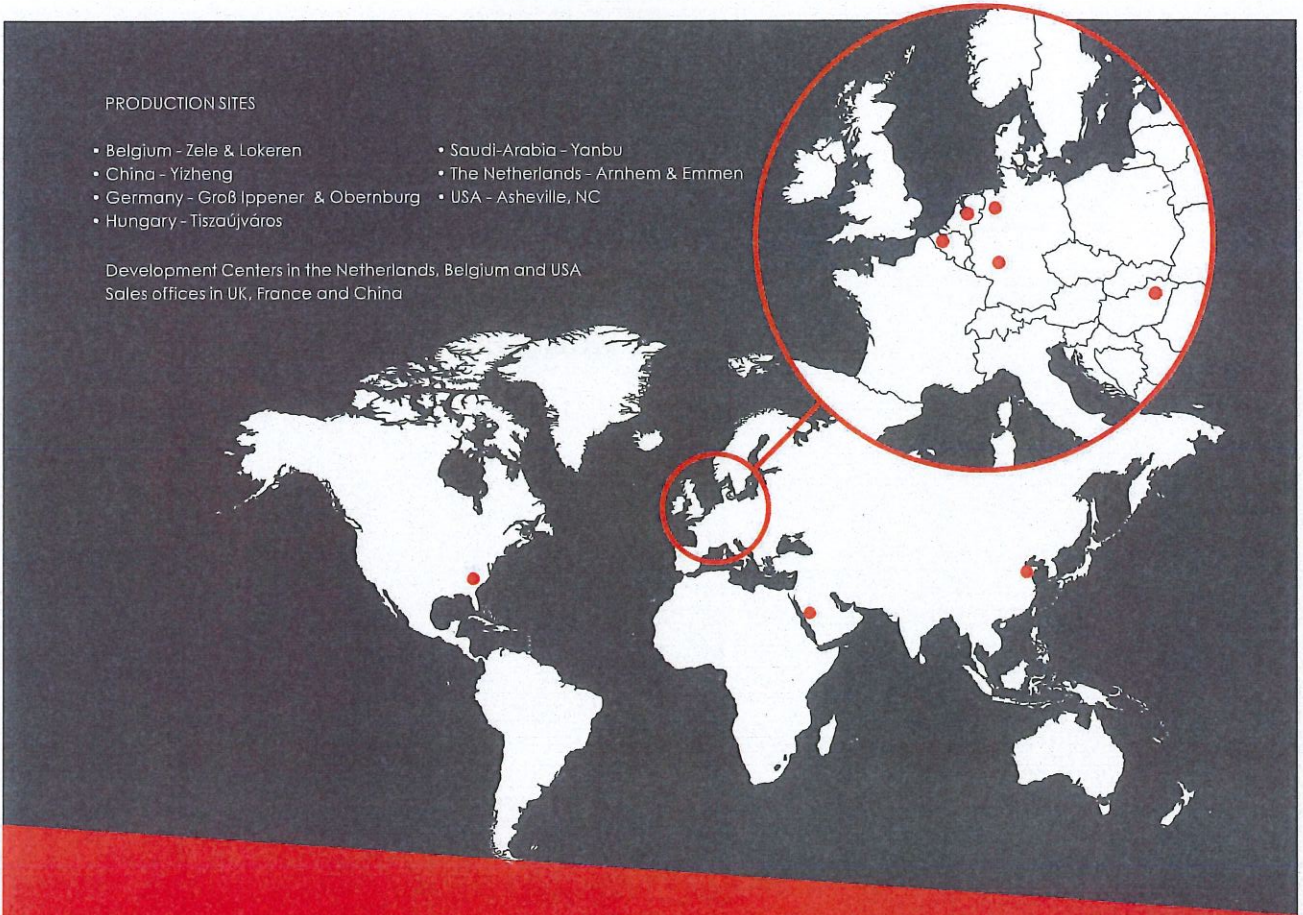 PRODUCTION SITES
• Belgium - Zele & Lokeren
• China - Yizheng
• Germany - Groß Ippener & Obernburg
• Hungary - Tiszaújváros
• Saudi-Arabia - Yanbu
• The Netherlands - Arnhem & Emmen
• USA - Asheville, NC
Development Centers in the Netherlands, Belgium and USA
Sales offices in UK, France and China